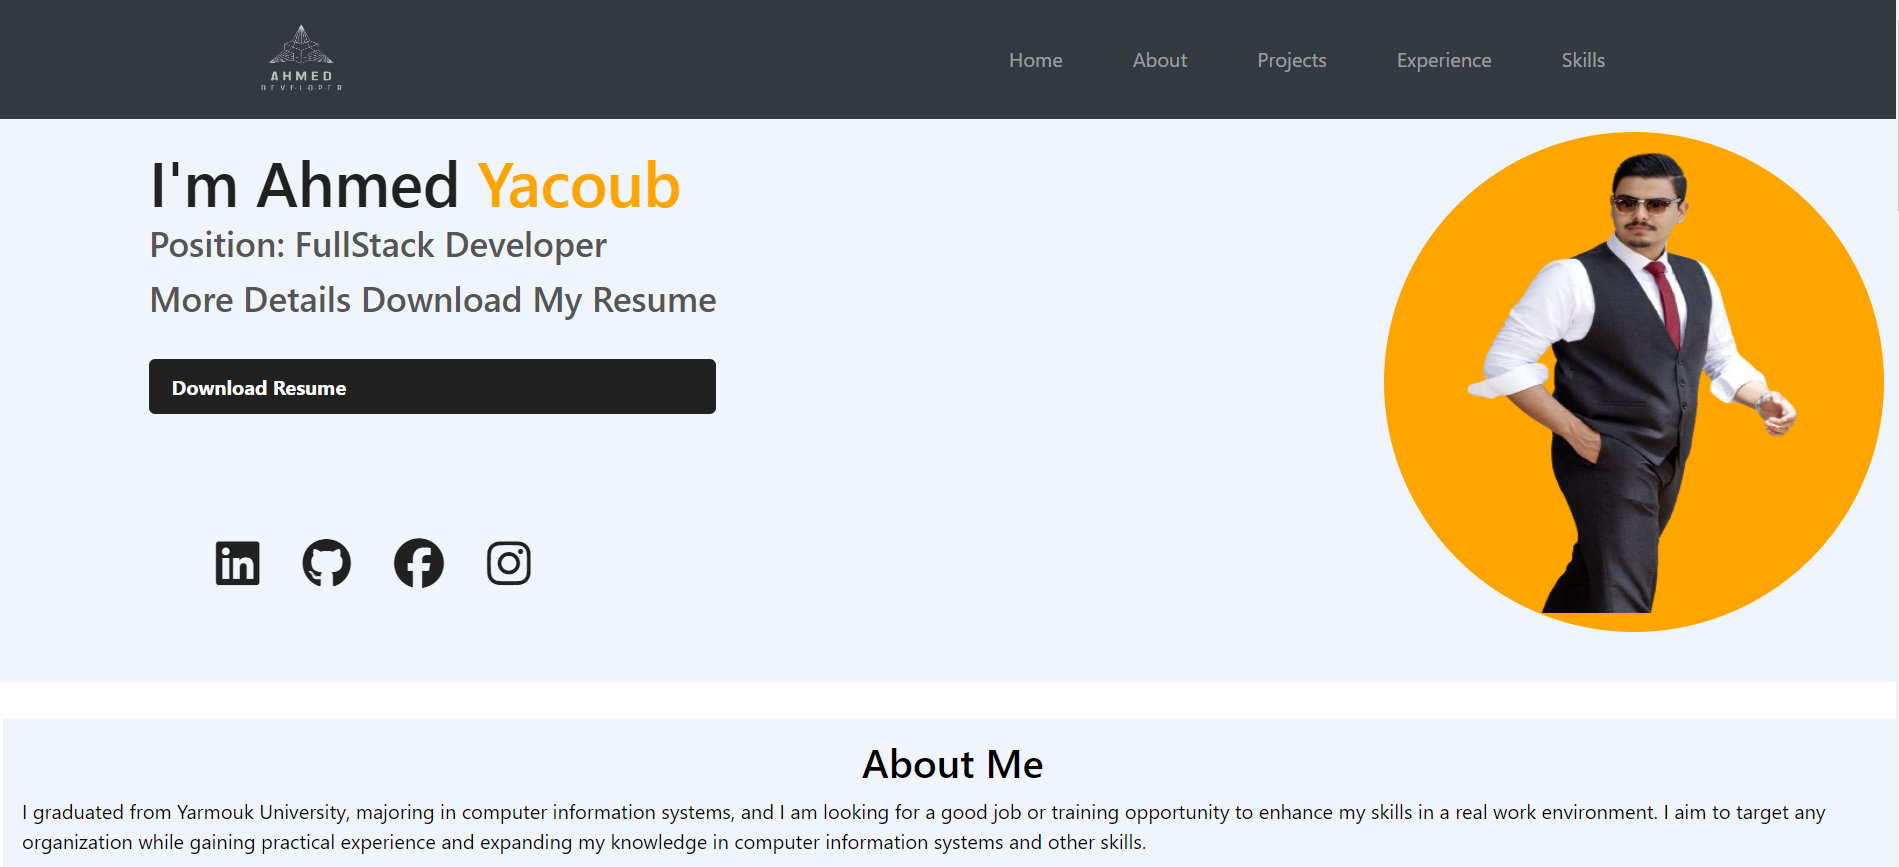 AHMED
DEVELOPER
Home About Projects Experience Skills
I'm Ahmed Yacoub
Position: FullStack Developer
More Details Download My Resume
Download Resume
in
About Me
I graduated from Yarmouk University, majoring in computer information systems, and I am looking for a good job or training opportunity to enhance my skills in a real work environment. I aim to target any
organization while gaining practical experience and expanding my knowledge in computer information systems and other skills.